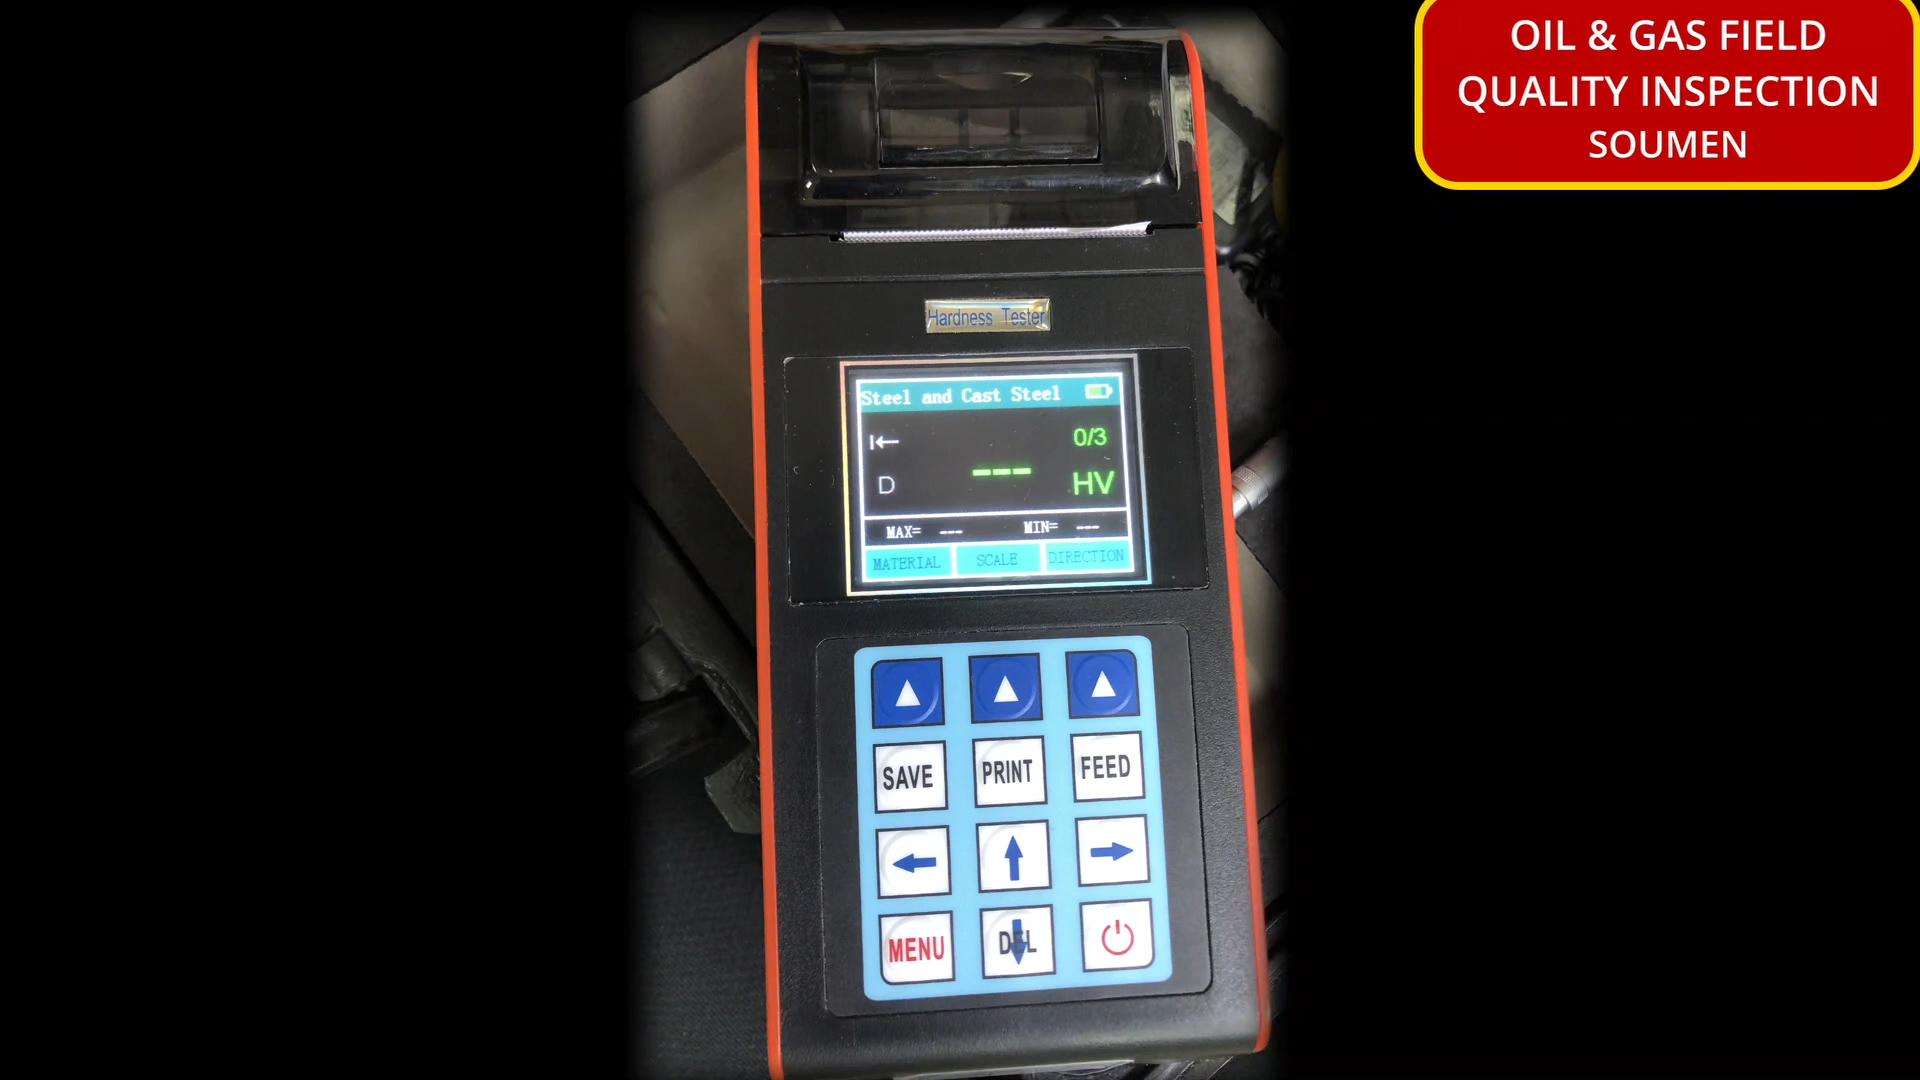 OIL & GAS FIELD
QUALITY INSPECTION
SOUMEN
Hardness Tester
Steel and Cast Steel
0/3
D --- HV
MAX= --- MIN= ---
MATERIAL SCALE DIRECTION
SAVE PRINT FEED
MENU DEL